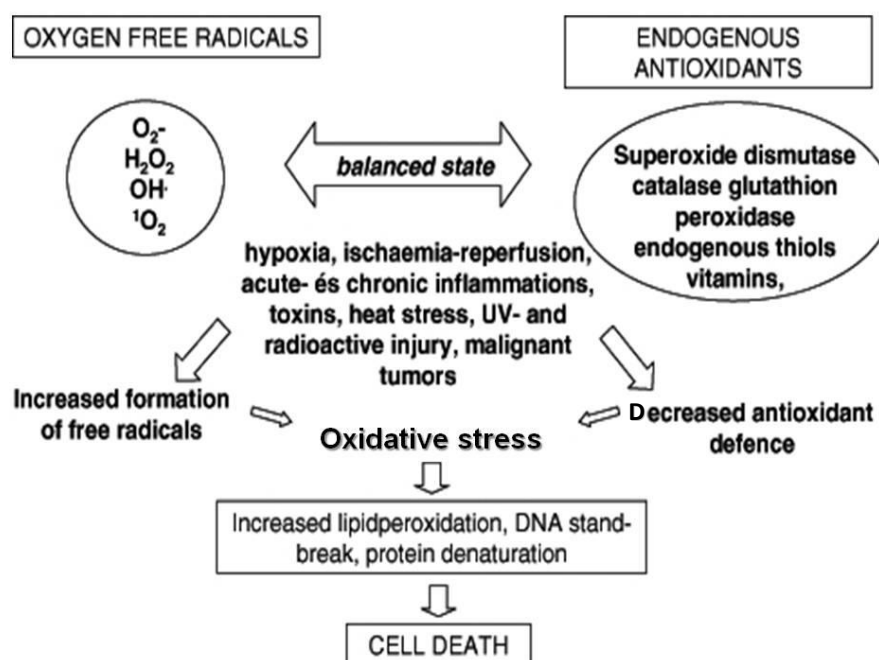 OXYGEN FREE RADICALS
ENDOGENOUS
ANTIOXIDANTS
O₂-
H₂O₂
OH·
¹O₂
balanced state
Superoxide dismutase
catalase glutathion
peroxidase
endogenous thiols
vitamins,
hypoxia, ischaemia-reperfusion,
acute- és chronic inflammations,
toxins, heat stress, UV- and
radioactive injury, malignant
tumors
Increased formation
of free radicals
Decreased antioxidant
defence
Oxidative stress
Increased lipidperoxidation, DNA stand-
break, protein denaturation
CELL DEATH